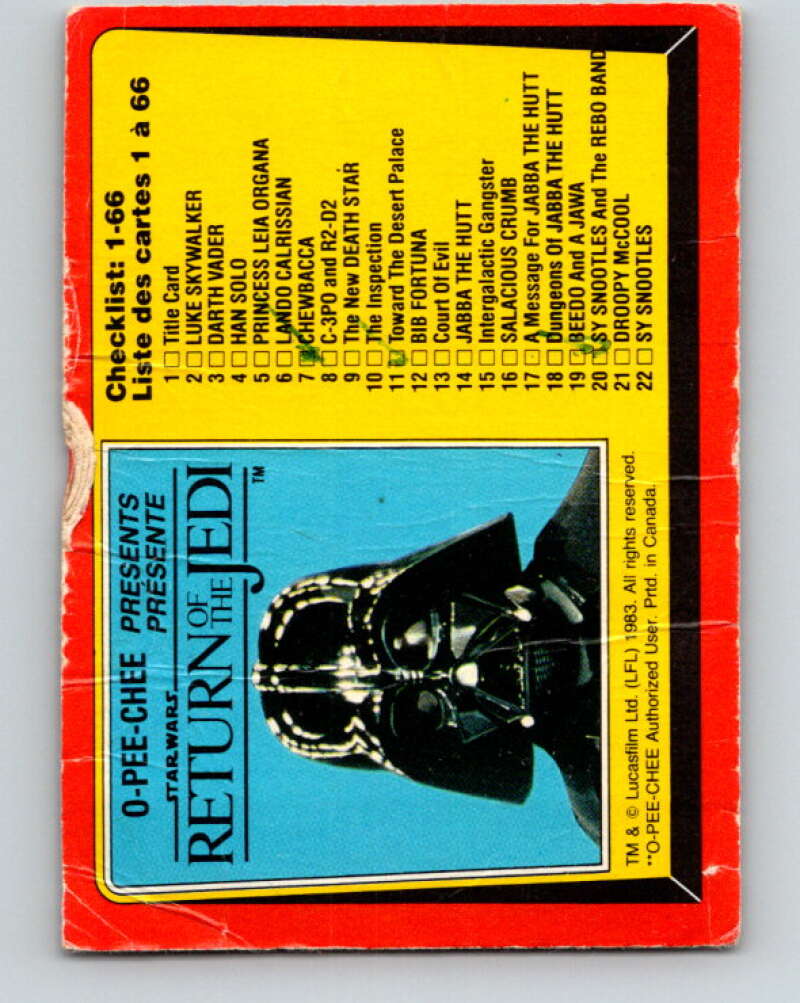 O-PEE-CHEE PRESENTS
PRÉSENTE
STAR WARS
RETURN OF THE JEDI
TM
Checklist: 1-66
Liste des cartes 1 à 66
1 □ Title Card
2 □ LUKE SKYWALKER
3 □ DARTH VADER
4 □ HAN SOLO
5 □ PRINCESS LEIA ORGANA
6 □ LANDO CALRISSIAN
7 □ CHEWBACCA
8 □ C-3PO and R2-D2
9 □ The New DEATH STAR
10 □ The Inspection
11 □ Toward The Desert Palace
12 □ BIB FORTUNA
13 □ Court Of Evil
14 □ JABBA THE HUTT
15 □ Intergalactic Gangster
16 □ SALACIOUS CRUMB
17 □ A Message For JABBA THE HUTT
18 □ Dungeons Of JABBA THE HUTT
19 □ BEEDO And A JAWA
20 □ SY SNOOTLES And The REBO BAND
21 □ DROOPY McCOOL
22 □ SY SNOOTLES
TM & © Lucasfilm Ltd. (LFL) 1983. All rights reserved.
**O-PEE-CHEE Authorized User. Prtd. in Canada.